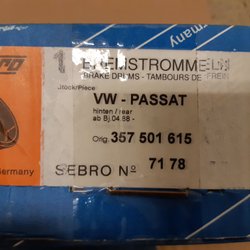 1 BREMSTROMMELN
BRAKE DRUMS - TAMBOURS DE FREIN
Stück/Piece
VW - PASSAT
hinten / rear
ab Bj. 04.88 -
Orig. 357 501 615
SEBRO Nº 71 78
Germany
Germany